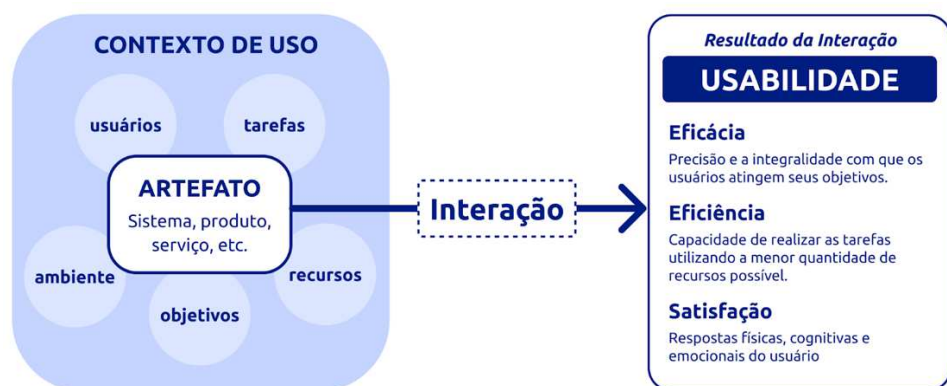 CONTEXTO DE USO
usuários
tarefas
ARTEFATO
Sistema, produto,
serviço, etc.
ambiente
recursos
objetivos
Interação
Resultado da Interação
USABILIDADE
Eficácia
Precisão e a integralidade com que os
usuários atingem seus objetivos.
Eficiência
Capacidade de realizar as tarefas
utilizando a menor quantidade de
recursos possível.
Satisfação
Respostas físicas, cognitivas e
emocionais do usuário